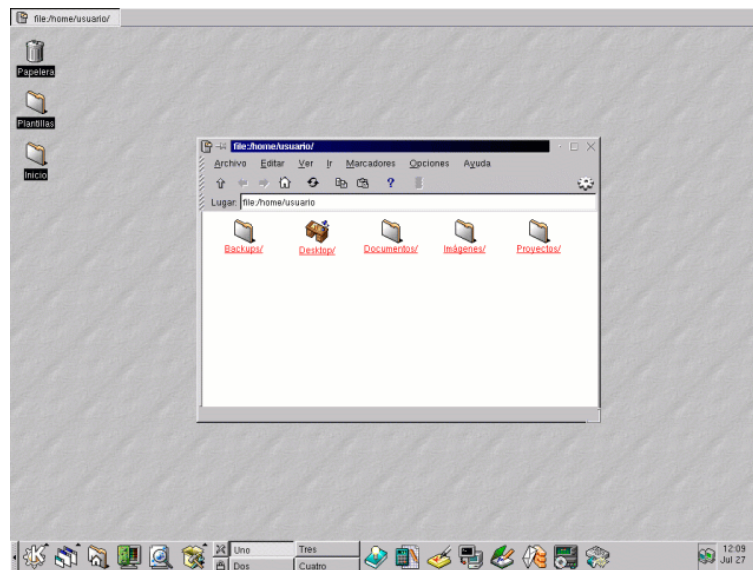 file:/home/usuario/
Papelera
Plantillas
Inicio
file:/home/usuario/
Archivo Editar Ver Ir Marcadores Opciones Ayuda
Lugar: file:/home/usuario
Backups/ Desktop/ Documentos/ Imágenes/ Proyectos/
Uno Tres
Dos Cuatro
12:09
Jul 27